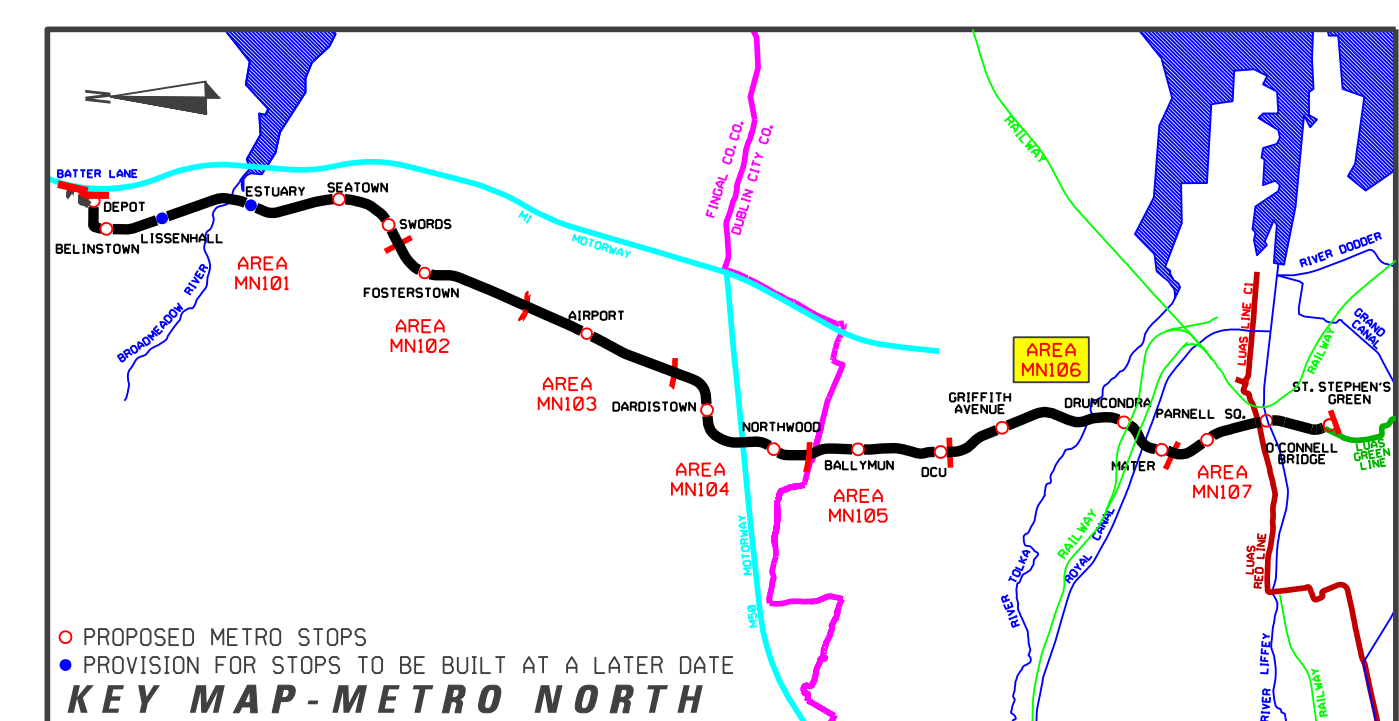 N
BATTER LANE
DEPOT
BELINSTOWN
LISSENHALL
ESTUARY
SEATOWN
SWORDS
BROADMEADOW RIVER
AREA
MN101
FOSTERSTOWN
AREA
MN102
AIRPORT
M1
MOTORWAY
FINGAL CO. CO.
DUBLIN CITY CO.
AREA
MN103
DARDISTOWN
NORTHWOOD
AREA
MN104
MOTORWAY
M50
BALLYMUN
AREA
MN105
DCU
GRIFFITH
AVENUE
AREA
MN106
RAILWAY
DRUMCONDRA
MATER
PARNELL SQ.
AREA
MN107
RAILWAY
ROYAL CANAL
RIVER TOLKA
LUAS LINE C1
RIVER DODDER
GRAND
CANAL
RAILWAY
ST. STEPHEN'S
GREEN
O'CONNELL
BRIDGE
LUAS
GREEN
LINE
LUAS
RED LINE
RIVER LIFFEY
RAILWAY
PROPOSED METRO STOPS
PROVISION FOR STOPS TO BE BUILT AT A LATER DATE
KEY MAP-METRO NORTH